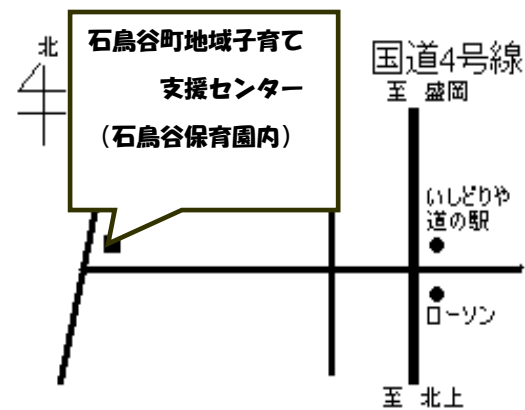 北
石鳥谷町地域子育て
支援センター
（石鳥谷保育園内）
国道4号線
至 盛岡
いしどりや
道の駅
ローソン
至 北上